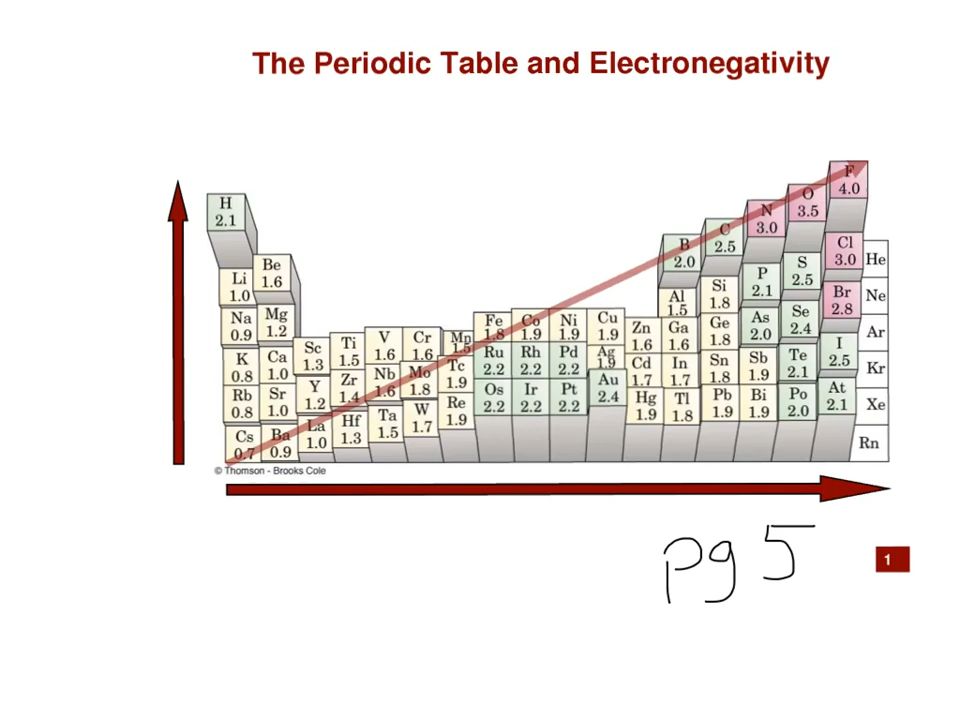 The Periodic Table and Electronegativity
H 2.1
Li 1.0
Be 1.6
Na 0.9
Mg 1.2
K 0.8
Ca 1.0
Sc 1.3
Ti 1.5
V 1.6
Cr 1.6
Mn 1.5
Fe 1.8
Co 1.9
Ni 1.9
Cu 1.9
Zn 1.6
Ga 1.6
Ge 1.8
As 2.0
Se 2.4
Br 2.8
Rb 0.8
Sr 1.0
Y 1.2
Zr 1.4
Nb 1.6
Mo 1.8
Tc 1.9
Ru 2.2
Rh 2.2
Pd 2.2
Ag 1.9
Cd 1.7
In 1.7
Sn 1.8
Sb 1.9
Te 2.1
I 2.5
Cs 0.7
Ba 0.9
La 1.0
Hf 1.3
Ta 1.5
W 1.7
Re 1.9
Os 2.2
Ir 2.2
Pt 2.2
Au 2.4
Hg 1.9
Tl 1.8
Pb 1.9
Bi 1.9
Po 2.0
At 2.1
B 2.0
C 2.5
N 3.0
O 3.5
F 4.0
Al 1.5
Si 1.8
P 2.1
S 2.5
Cl 3.0
He
Ne
Ar
Kr
Xe
Rn
© Thomson - Brooks Cole
pg 5
1